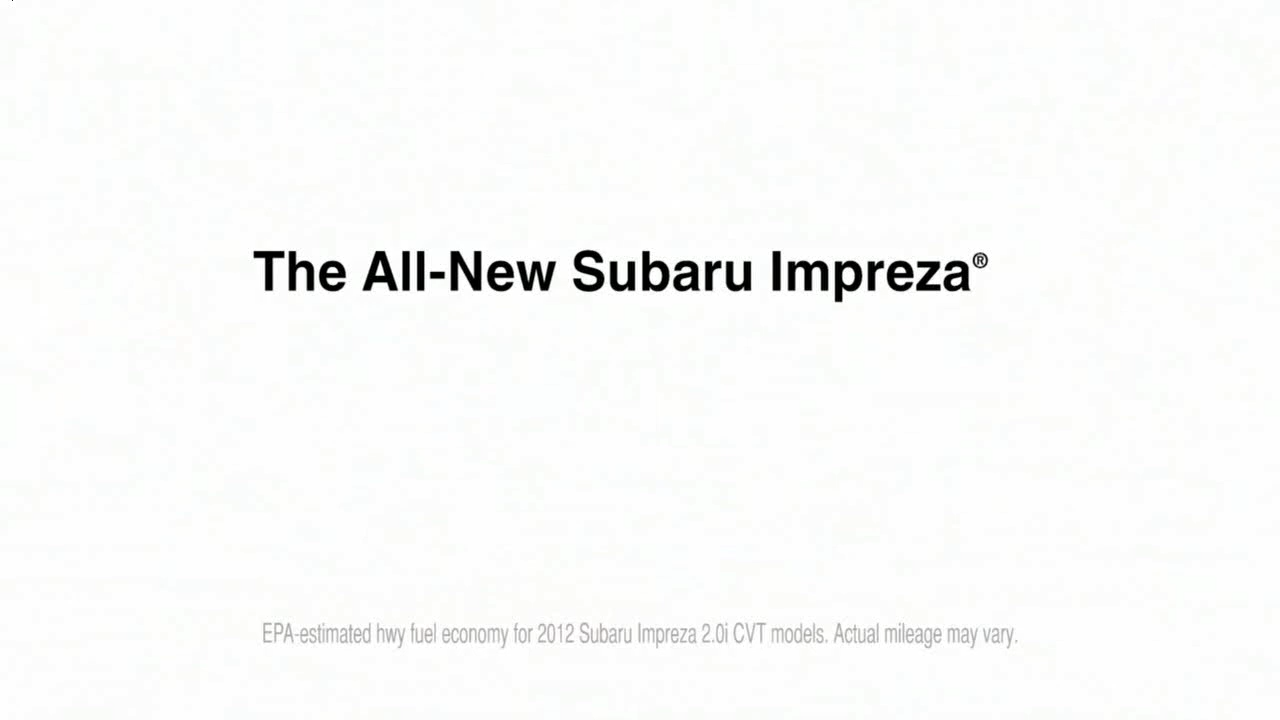 The All-New Subaru Impreza®
EPA-estimated hwy fuel economy for 2012 Subaru Impreza 2.0i CVT models. Actual mileage may vary.